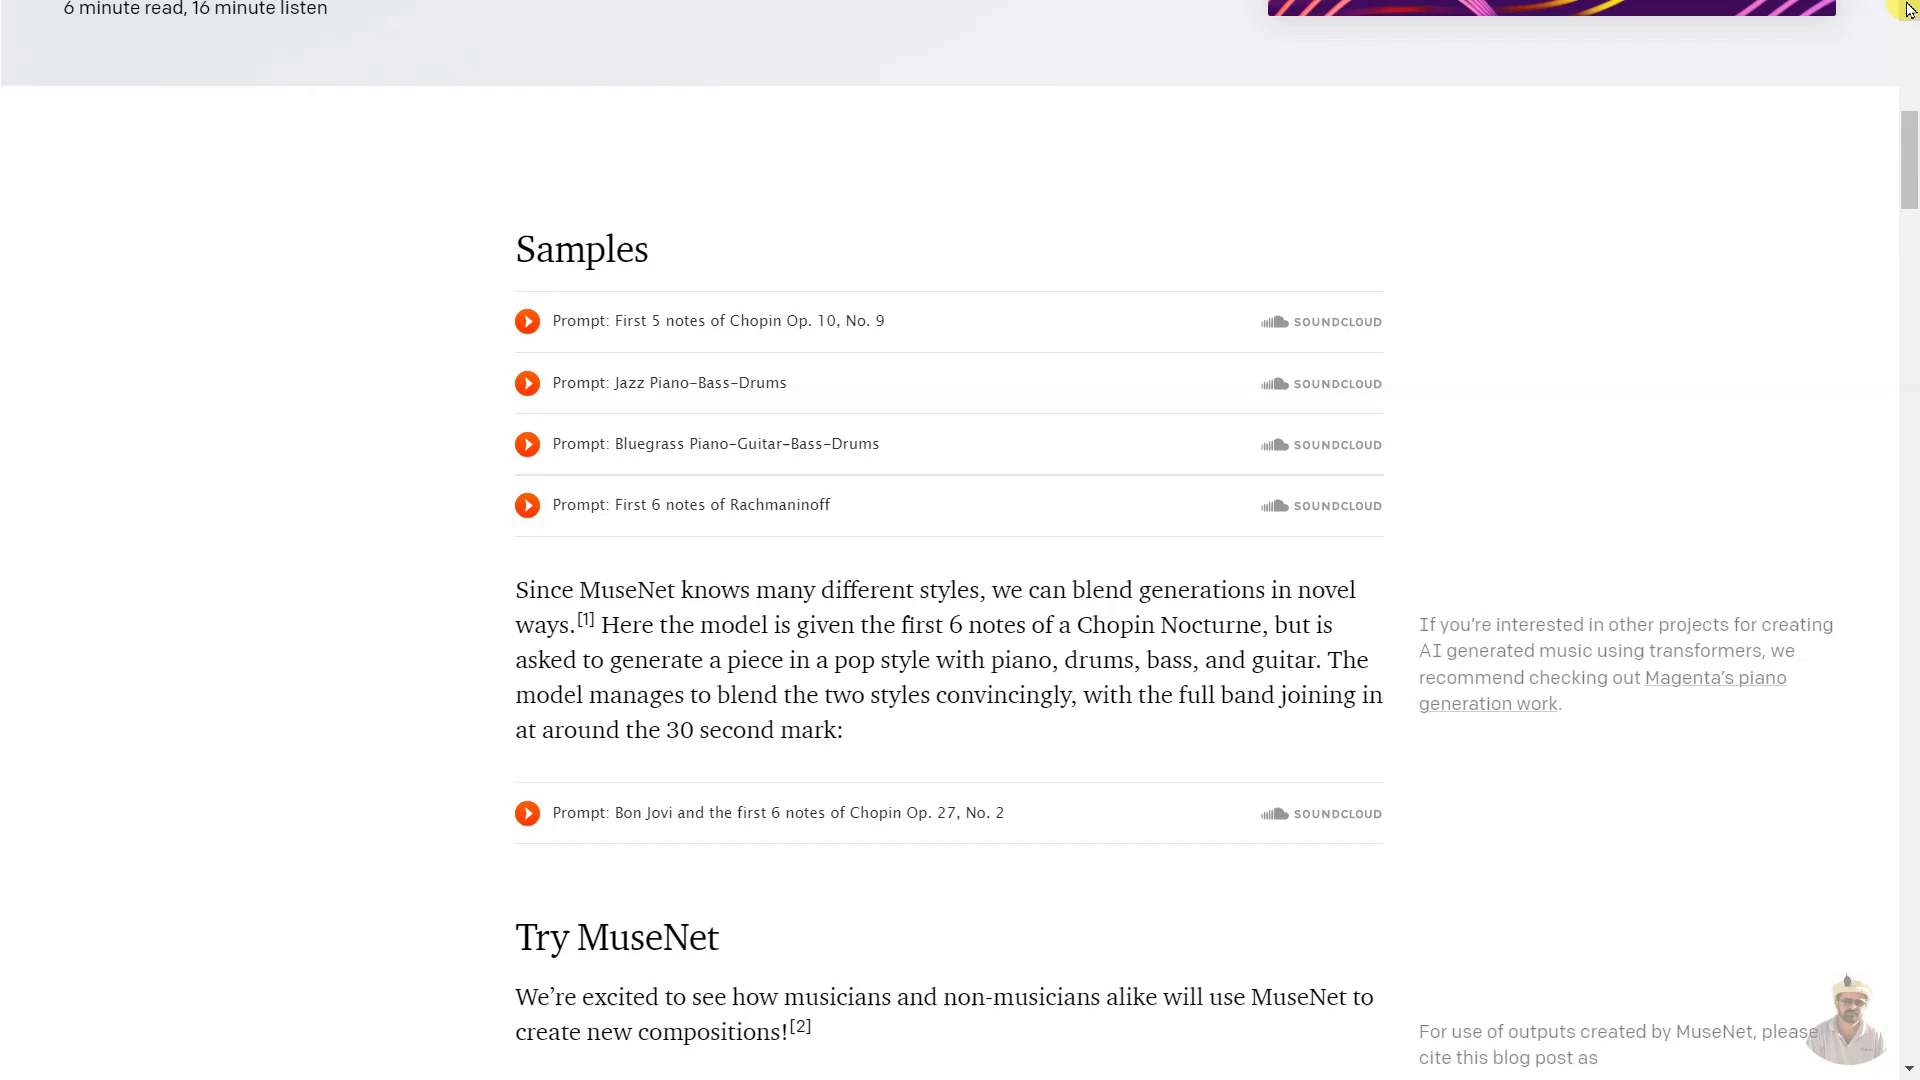 6 minute read, 16 minute listen
Samples
Prompt: First 5 notes of Chopin Op. 10, No. 9
SOUNDCLOUD
Prompt: Jazz Piano-Bass-Drums
SOUNDCLOUD
Prompt: Bluegrass Piano-Guitar-Bass-Drums
SOUNDCLOUD
Prompt: First 6 notes of Rachmaninoff
SOUNDCLOUD
Since MuseNet knows many different styles, we can blend generations in novel
ways.[1] Here the model is given the first 6 notes of a Chopin Nocturne, but is
asked to generate a piece in a pop style with piano, drums, bass, and guitar. The
model manages to blend the two styles convincingly, with the full band joining in
at around the 30 second mark:
If you’re interested in other projects for creating
AI generated music using transformers, we
recommend checking out Magenta’s piano
generation work.
Prompt: Bon Jovi and the first 6 notes of Chopin Op. 27, No. 2
SOUNDCLOUD
Try MuseNet
We’re excited to see how musicians and non-musicians alike will use MuseNet to
create new compositions![2]
For use of outputs created by MuseNet, please
cite this blog post as